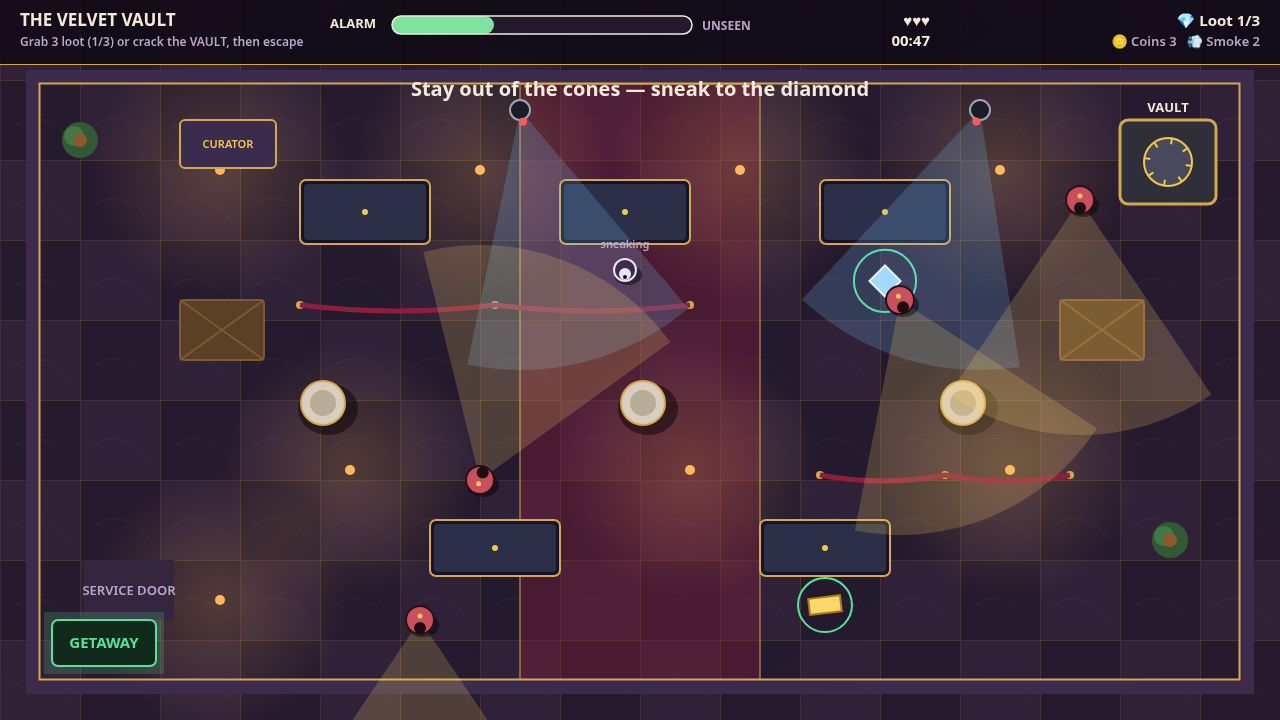 THE VELVET VAULT
Grab 3 loot (1/3) or crack the VAULT, then escape
ALARM
UNSEEN
♥♥♥
00:47
💎 Loot 1/3
🪙 Coins 3 💨 Smoke 2
Stay out of the cones — sneak to the diamond
VAULT
CURATOR
sneaking
SERVICE DOOR
GETAWAY